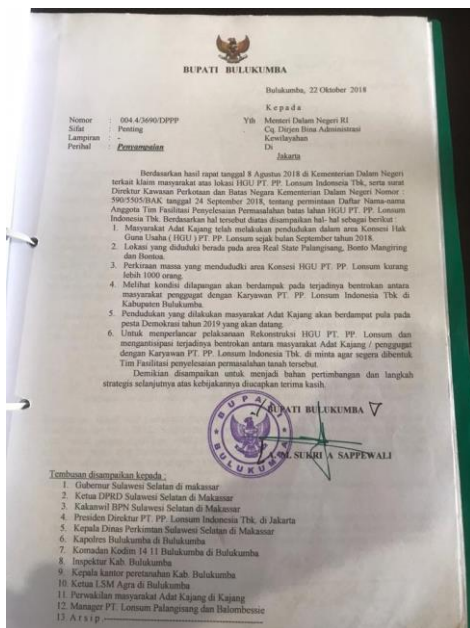 BUPATI BULUKUMBA
Bulukumba, 22 Oktober 2018
Kepada
Nomor : 004.4/3690/DPPP
Yth Menteri Dalam Negeri RI
Sifat : Penting
Cq. Dirjen Bina Administrasi
Lampiran : -
Kewilayahan
Perihal : Penyampaian
Di
Jakarta
Berdasarkan hasil rapat tanggal 8 Agustus 2018 di Kementerian Dalam Negeri
terkait klaim masyarakat atas lokasi HGU PT. PP. Lonsum Indonesia Tbk, serta surat
Direktur Kawasan Perkotaan dan Batas Negara Kementerian Dalam Negeri Nomor :
590/5505/BAK tanggal 24 September 2018, tentang permintaan Daftar Nama-nama
Anggota Tim Fasilitasi Penyelesaian Permasalahan batas lahan HGU PT. PP. Lonsum
Indonesia Tbk. Berdasarkan hal tersebut diatas disampaikan hal- hal sebagai berikut :
1. Masyarakat Adat Kajang telah melakukan pendudukan dalam area Konsesi Hak
Guna Usaha ( HGU ) PT. PP Lonsum sejak bulan September tahun 2018.
2. Lokasi yang diduduki berada pada area Real State Palangisang, Bonto Mangiring
dan Bontoa.
3. Perkiraan massa yang menduduki area Konsesi HGU PT. PP. Lonsum kurang
lebih 1000 orang.
4. Melihat kondisi dilapangan akan berdampak pada terjadinya bentrokan antara
masyarakat penggugat dengan Karyawan PT. PP. Lonsum Indonesia Tbk di
Kabupaten Bulukumba.
5. Pendudukan yang dilakukan masyarakat Adat Kajang akan berdampat pula pada
pesta Demokrasi tahun 2019 yang akan datang.
6. Untuk memperlancar pelaksanaan Rekonstruksi HGU PT. PP. Lonsum dan
mengantisipasi terjadinya bentrokan antara masyarakat Adat Kajang / penggugat
dengan Karyawan PT. PP. Lonsum Indonesia Tbk. di minta agar segera dibentuk
Tim Fasilitasi penyelesaian permasalahan tanah tersebut.
Demikian disampaikan untuk menjadi bahan pertimbangan dan langkah
strategis selanjutnya atas kebijakannya diucapkan terima kasih.
BUPATI BULUKUMBA
BUPATI
BULUKUMBA
A.M. SUKRI A SAPPEWALI
Tembusan disampaikan kepada :
1. Gubernur Sulawesi Selatan di makassar
2. Ketua DPRD Sulawesi Selatan di Makassar
3. Kakanwil BPN Sulawesi Selatan di Makassar
4. Presiden Direktur PT. PP. Lonsum Indonesia Tbk. di Jakarta
5. Kepala Dinas Perkimtan Sulawesi Selatan di Makassar
6. Kapolres Bulukumba di Bulukumba
7. Komadan Kodim 14 11 Bulukumba di Bulukumba
8. Inspektur Kab. Bulukumba
9. Kepala kantor peretanahan Kab. Bulukumba
10. Ketua LSM Agra di Bulukumba
11. Perwakilan masyarakat Adat Kajang di Kajang
12. Manager PT. Lonsum Palangisang dan Balombessie
13. A r s i p